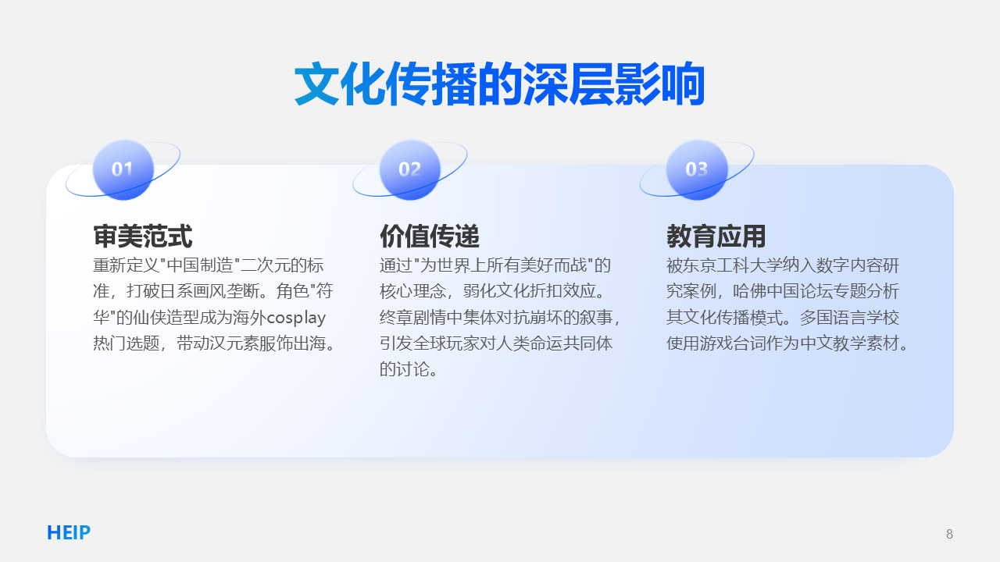 文化传播的深层影响
01
审美范式
重新定义"中国制造"二次元的标
准，打破日系画风垄断。角色"符
华"的仙侠造型成为海外cosplay
热门选题，带动汉元素服饰出海。
02
价值传递
通过"为世界上所有美好而战"的
核心理念，弱化文化折扣效应。
终章剧情中集体对抗崩坏的叙事，
引发全球玩家对人类命运共同体
的讨论。
03
教育应用
被东京工科大学纳入数字内容研
究案例，哈佛中国论坛专题分析
其文化传播模式。多国语言学校
使用游戏台词作为中文教学素材。
HEIP
8